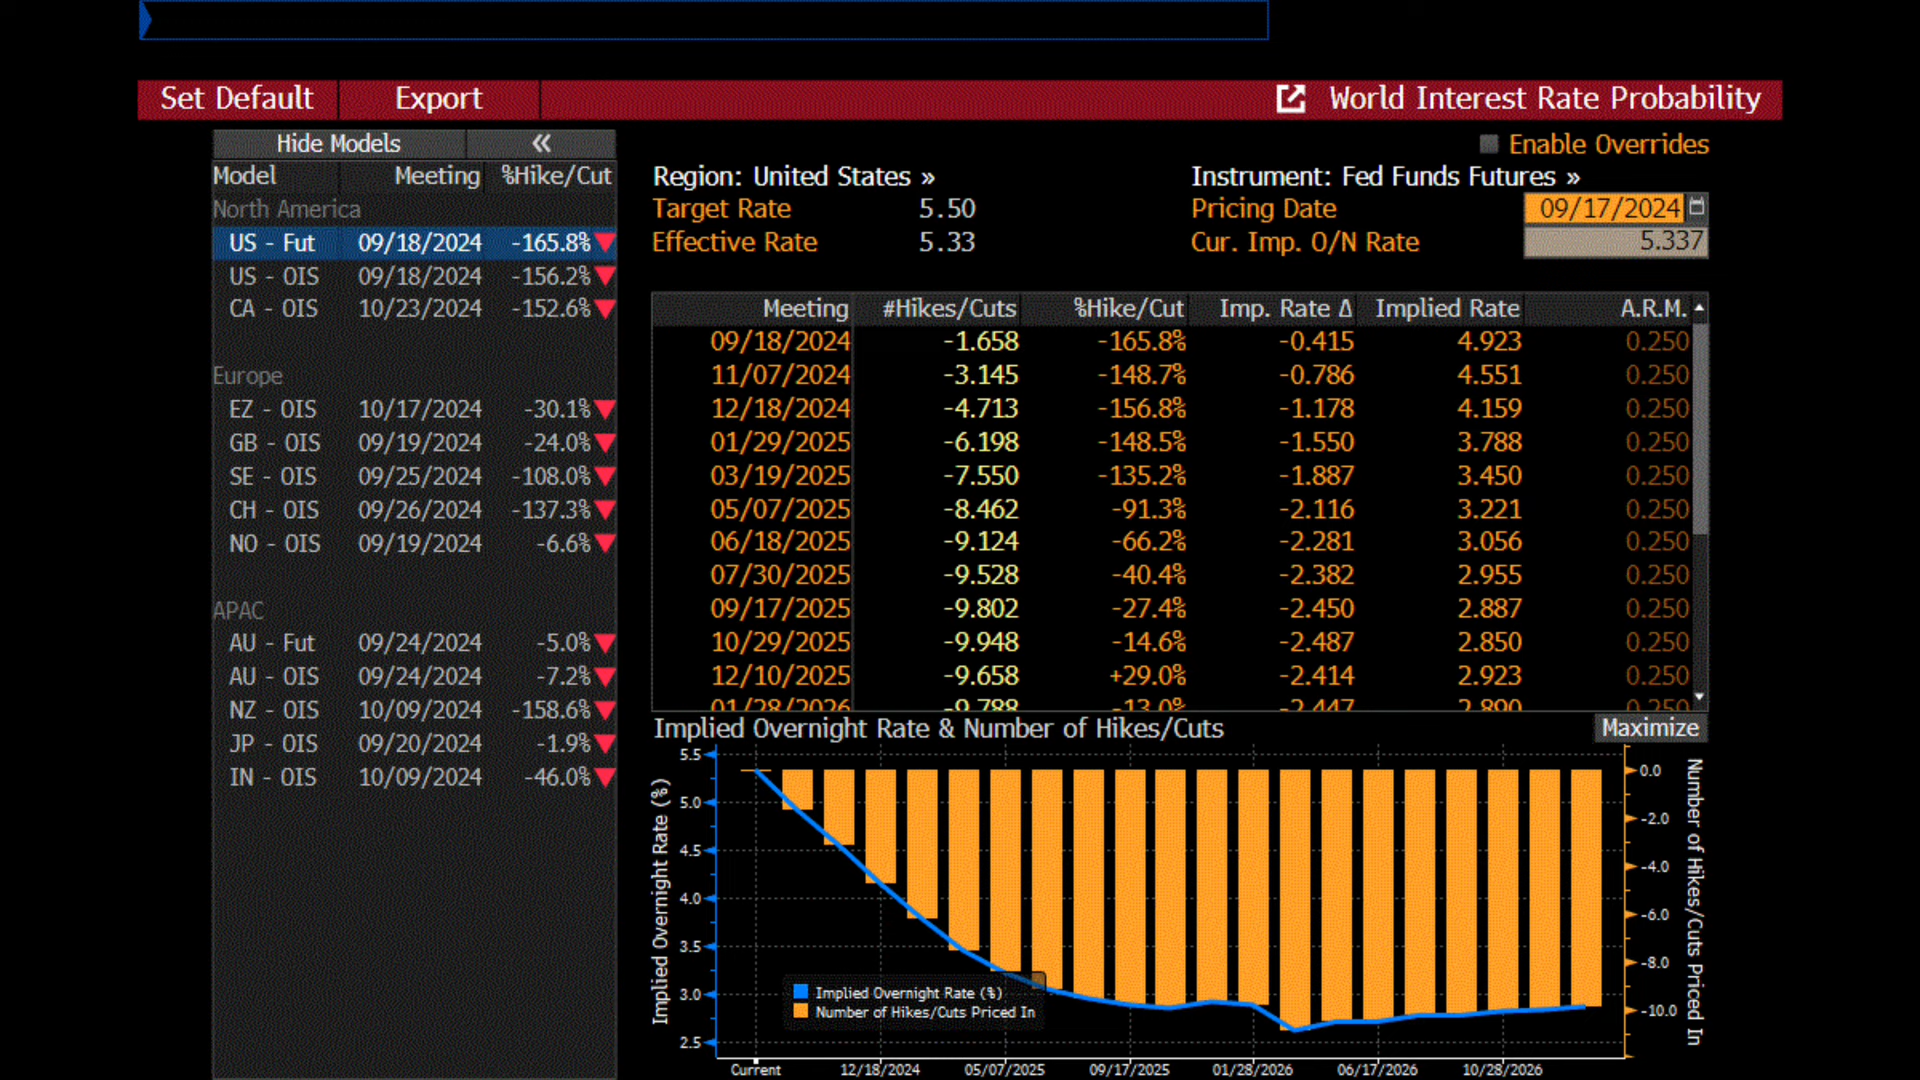 Set Default Export World Interest Rate Probability
Hide Models «
Enable Overrides
Model Meeting %Hike/Cut
North America
US - Fut 09/18/2024 -165.8%▼
US - OIS 09/18/2024 -156.2%▼
CA - OIS 10/23/2024 -152.6%▼
Europe
EZ - OIS 10/17/2024 -30.1%▼
GB - OIS 09/19/2024 -24.0%▼
SE - OIS 09/25/2024 -108.0%▼
CH - OIS 09/26/2024 -137.3%▼
NO - OIS 09/19/2024 -6.6%▼
APAC
AU - Fut 09/24/2024 -5.0%▼
AU - OIS 09/24/2024 -7.2%▼
NZ - OIS 10/09/2024 -158.6%▼
JP - OIS 09/20/2024 -1.9%▼
IN - OIS 10/09/2024 -46.0%▼
Region: United States » Instrument: Fed Funds Futures »
Target Rate 5.50 Pricing Date 09/17/2024
Effective Rate 5.33 Cur. Imp. O/N Rate 5.337
Meeting #Hikes/Cuts %Hike/Cut Imp. Rate Δ Implied Rate A.R.M.
09/18/2024 -1.658 -165.8% -0.415 4.923 0.250
11/07/2024 -3.145 -148.7% -0.786 4.551 0.250
12/18/2024 -4.713 -156.8% -1.178 4.159 0.250
01/29/2025 -6.198 -148.5% -1.550 3.788 0.250
03/19/2025 -7.550 -135.2% -1.887 3.450 0.250
05/07/2025 -8.462 -91.3% -2.116 3.221 0.250
06/18/2025 -9.124 -66.2% -2.281 3.056 0.250
07/30/2025 -9.528 -40.4% -2.382 2.955 0.250
09/17/2025 -9.802 -27.4% -2.450 2.887 0.250
10/29/2025 -9.948 -14.6% -2.487 2.850 0.250
12/10/2025 -9.658 +29.0% -2.414 2.923 0.250
01/28/2026 -9.788 -13.0% -2.447 2.890 0.250
Implied Overnight Rate & Number of Hikes/Cuts Maximize
Implied Overnight Rate (%)
5.5
5.0
4.5
4.0
3.5
3.0
2.5
Implied Overnight Rate (%)
Number of Hikes/Cuts Priced In
0.0
-2.0
-4.0
-6.0
-8.0
-10.0
Number of Hikes/Cuts Priced In
Current 12/18/2024 05/07/2025 09/17/2025 01/28/2026 06/17/2026 10/28/2026